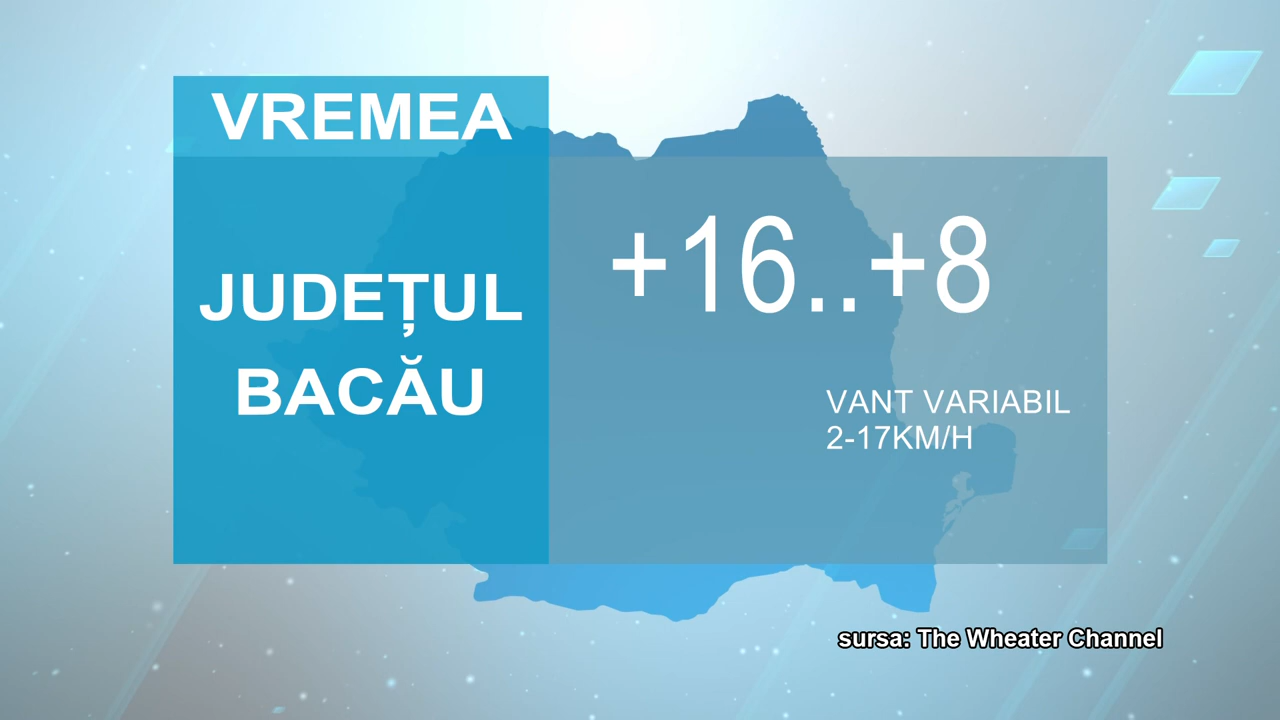 VREMEA
JUDEȚUL
BACĂU
+16..+8
VANT VARIABIL
2-17KM/H
sursa: The Wheater Channel